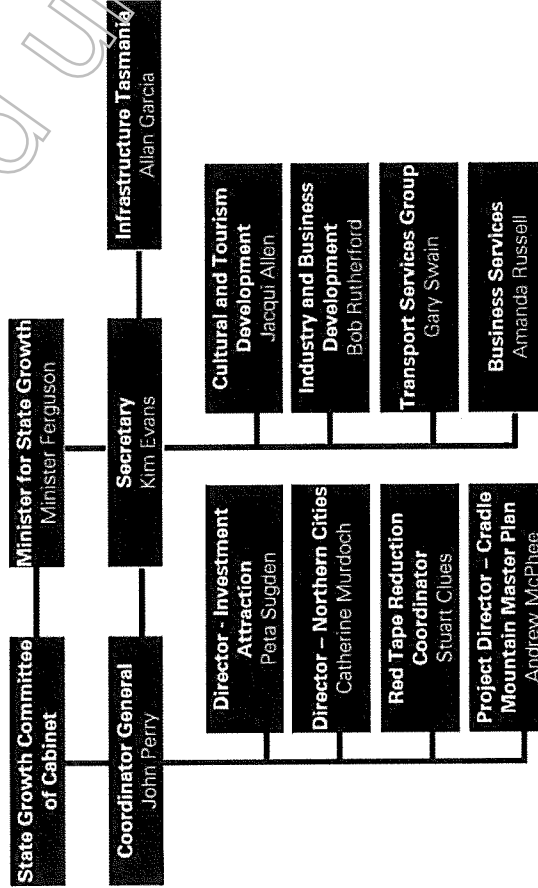 State Growth Committee
of Cabinet
Minister for State Growth
Minister Ferguson
Coordinator General
John Perry
Secretary
Kim Evans
Infrastructure Tasmania
Allan Garcia
Director - Investment
Attraction
Peta Sugden
Director – Northern Cities
Catherine Murdoch
Red Tape Reduction
Coordinator
Stuart Clues
Project Director – Cradle
Mountain Master Plan
Andrew McPhee
Cultural and Tourism
Development
Jacqui Allen
Industry and Business
Development
Bob Rutherford
Transport Services Group
Gary Swain
Business Services
Amanda Russell